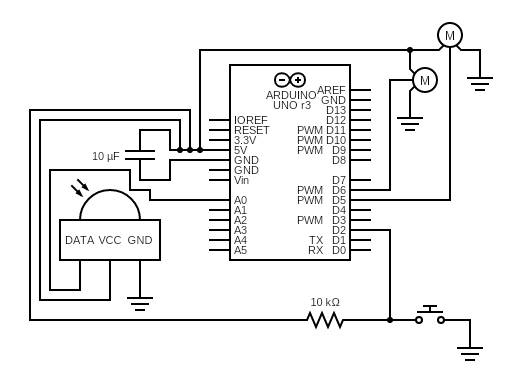 M
M
ARDUINO
UNO r3
AREF
GND
D13
IOREF
D12
RESET
PWM D11
3.3V
PWM D10
10 µF
5V
PWM D9
GND
D8
GND
Vin
D7
PWM D6
A0
PWM D5
A1
D4
A2
PWM D3
A3
D2
A4
TX D1
A5
RX D0
DATA VCC GND
10 kΩ